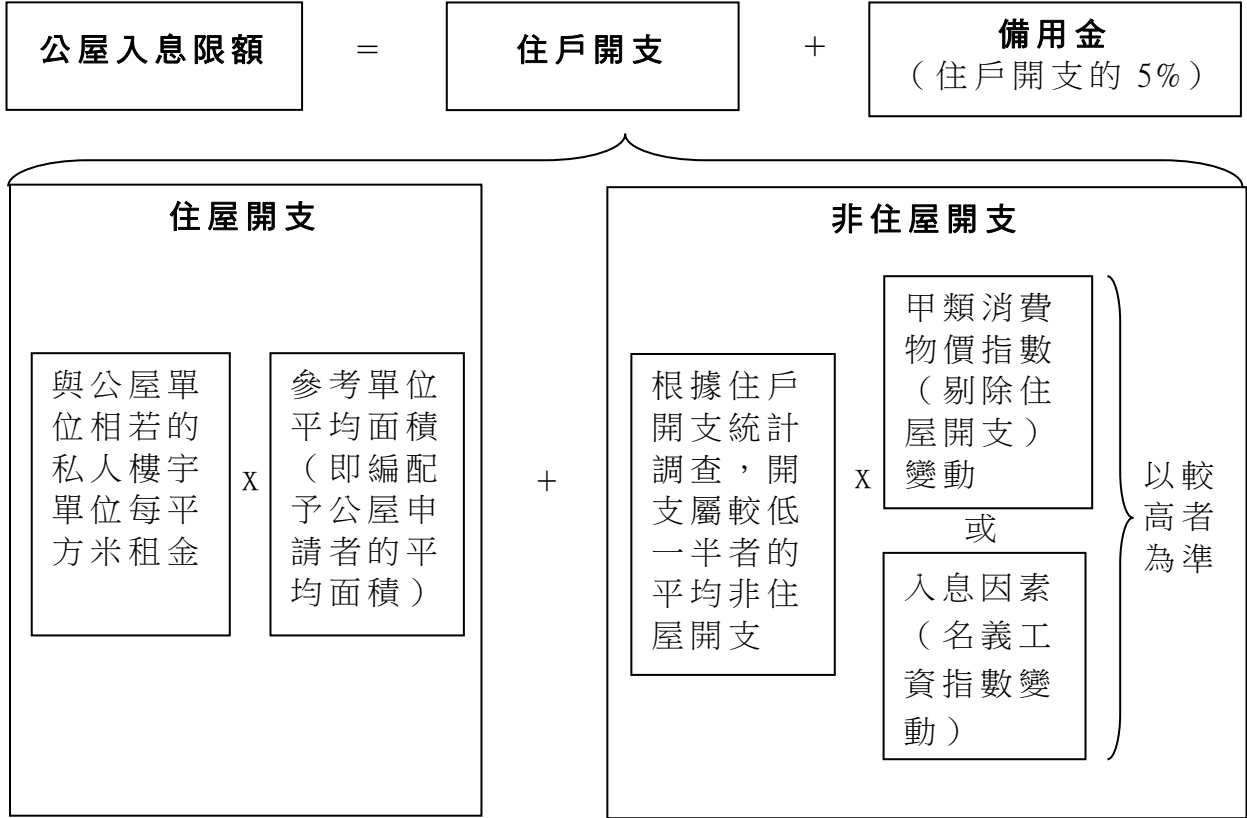 公屋入息限額
=
住戶開支
+
備用金
（住戶開支的 5%）
住屋開支
與公屋單
位相若的
私人樓宇
單位每平
方米租金
x
參考單位
平均面積
（即編配
予公屋申
請者的平
均面積）
+
非住屋開支
根據住戶
開支統計
調查，開
支屬較低
一半者的
平均非住
屋開支
x
甲類消費
物價指數
（剔除住
屋開支）
變動
或
入息因素
（名義工
資指數變
動）
以較
高者
為準